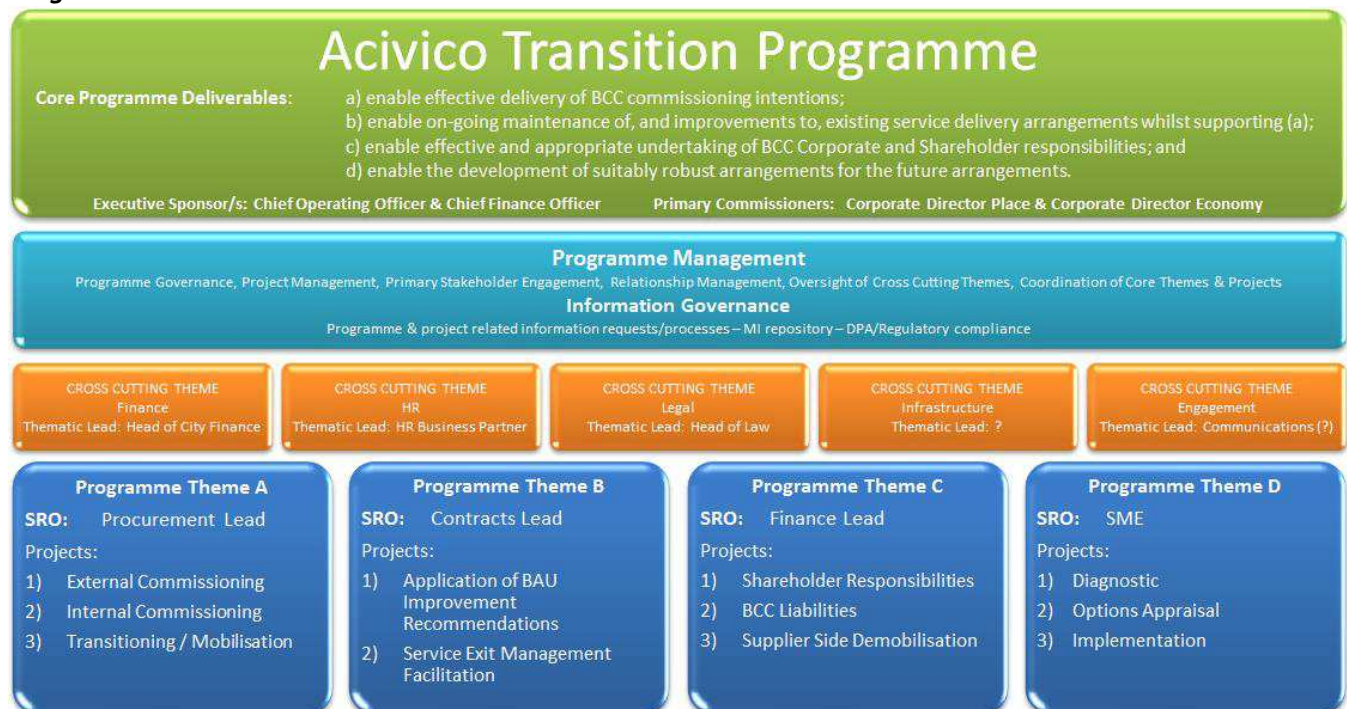 Acivico Transition Programme
Core Programme Deliverables:
a) enable effective delivery of BCC commissioning intentions;
b) enable on-going maintenance of, and improvements to, existing service delivery arrangements whilst supporting (a);
c) enable effective and appropriate undertaking of BCC Corporate and Shareholder responsibilities; and
d) enable the development of suitably robust arrangements for the future arrangements.
Executive Sponsor/s: Chief Operating Officer & Chief Finance Officer
Primary Commissioners: Corporate Director Place & Corporate Director Economy
Programme Management
Programme Governance, Project Management, Primary Stakeholder Engagement, Relationship Management, Oversight of Cross Cutting Themes, Coordination of Core Themes & Projects
Information Governance
Programme & project related information requests/processes – MI repository – DPA/Regulatory compliance
CROSS CUTTING THEME
Finance
Thematic Lead: Head of City Finance
CROSS CUTTING THEME
HR
Thematic Lead: HR Business Partner
CROSS CUTTING THEME
Legal
Thematic Lead: Head of Law
CROSS CUTTING THEME
Infrastructure
Thematic Lead: ?
CROSS CUTTING THEME
Engagement
Thematic Lead: Communications (?)
Programme Theme A
SRO: Procurement Lead
Projects:
1) External Commissioning
2) Internal Commissioning
3) Transitioning / Mobilisation
Programme Theme B
SRO: Contracts Lead
Projects:
1) Application of BAU
Improvement
Recommendations
2) Service Exit Management
Facilitation
Programme Theme C
SRO: Finance Lead
Projects:
1) Shareholder Responsibilities
2) BCC Liabilities
3) Supplier Side Demobilisation
Programme Theme D
SRO: SME
Projects:
1) Diagnostic
2) Options Appraisal
3) Implementation